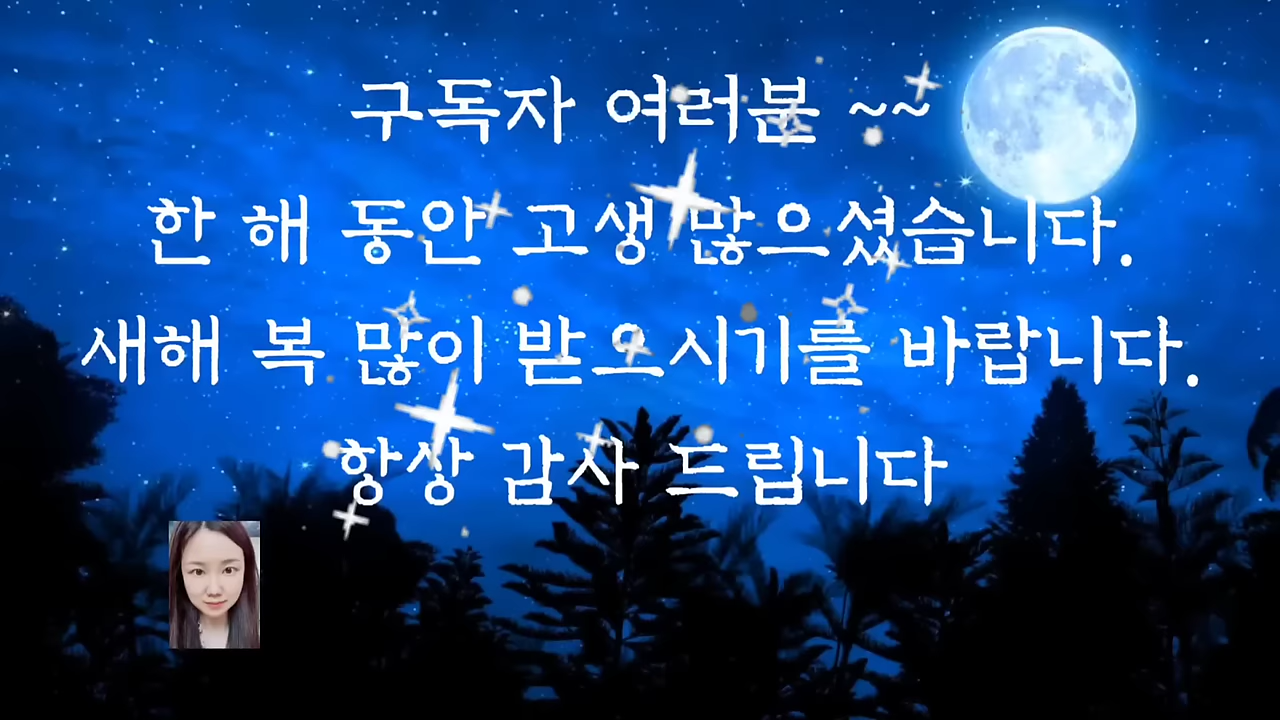 구독자 여러분 ~~
한 해 동안 고생 많으셨습니다.
새해 복 많이 받으시기를 바랍니다.
항상 감사 드립니다